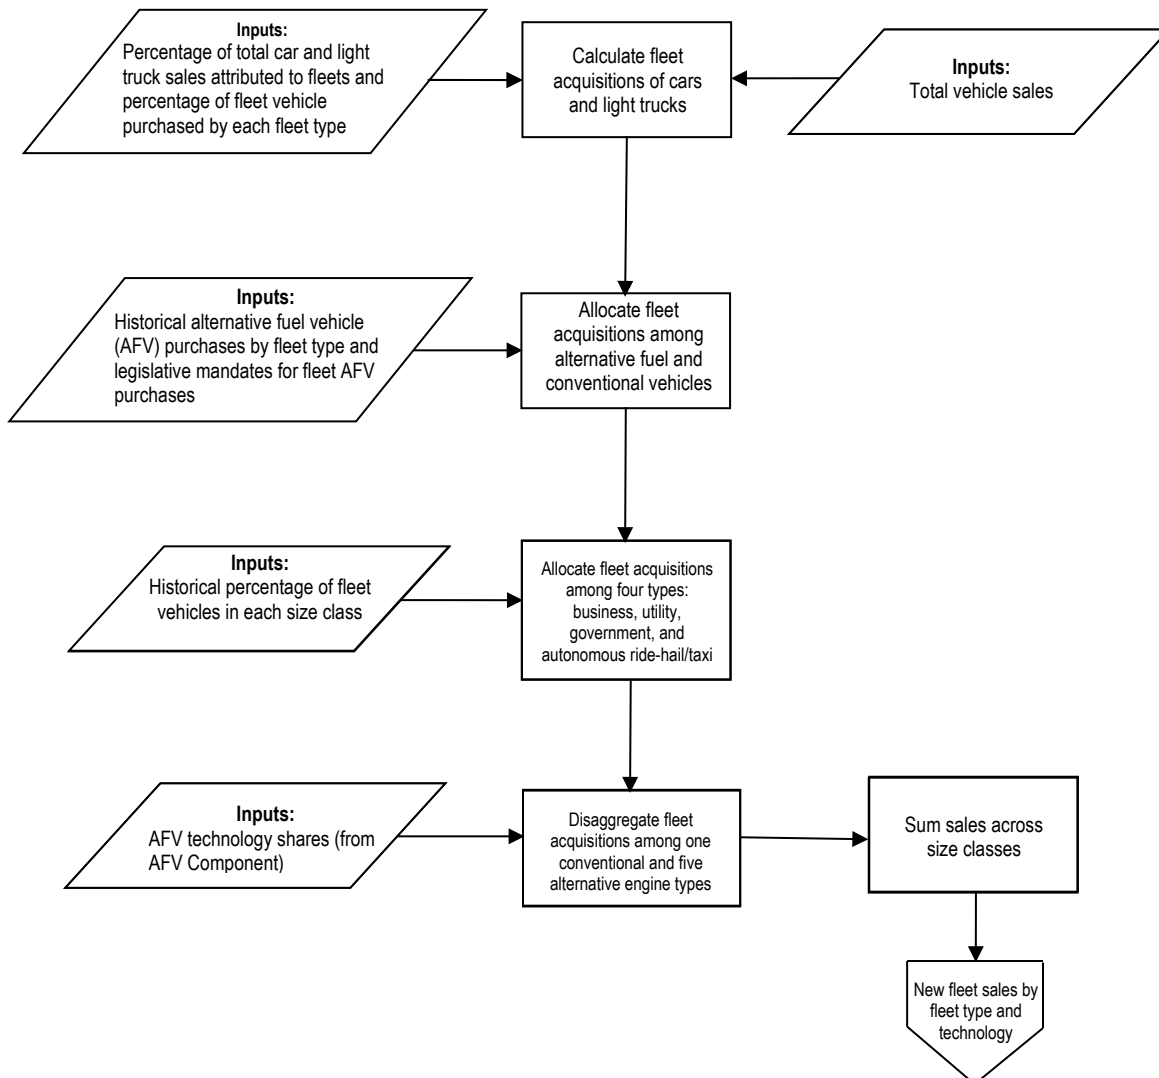 Inputs:
Percentage of total car and light
truck sales attributed to fleets and
percentage of fleet vehicle
purchased by each fleet type
Calculate fleet
acquisitions of cars
and light trucks
Inputs:
Total vehicle sales
Inputs:
Historical alternative fuel vehicle
(AFV) purchases by fleet type and
legislative mandates for fleet AFV
purchases
Allocate fleet
acquisitions among
alternative fuel and
conventional vehicles
Inputs:
Historical percentage of fleet
vehicles in each size class
Allocate fleet acquisitions
among four types:
business, utility,
government, and
autonomous ride-hail/taxi
Inputs:
AFV technology shares (from
AFV Component)
Disaggregate fleet
acquisitions among one
conventional and five
alternative engine types
Sum sales across
size classes
New fleet sales by
fleet type and
technology